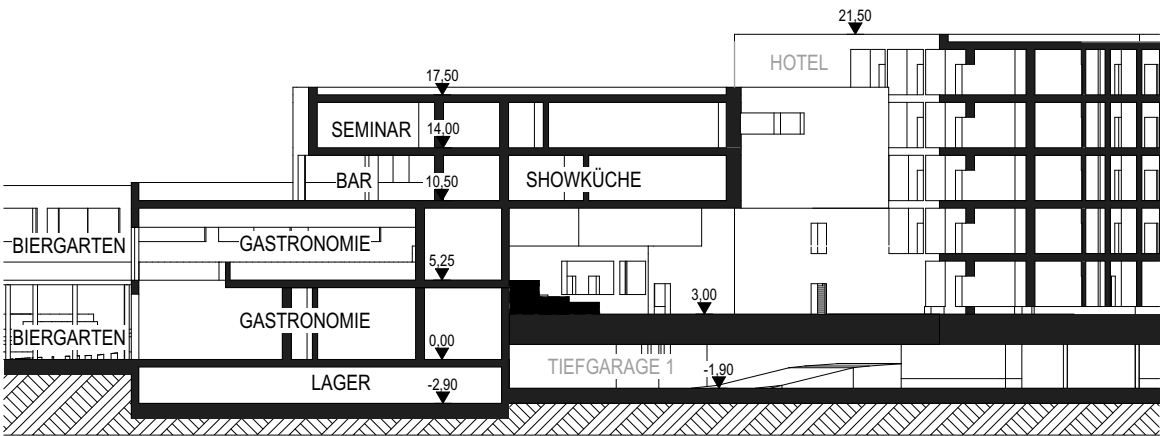 21,50
HOTEL
17,50
SEMINAR
14,00
BAR
10,50
SHOWKÜCHE
BIERGARTEN
GASTRONOMIE
5,25
GASTRONOMIE
3,00
BIERGARTEN
0,00
TIEFGARAGE 1
-1,90
LAGER
-2,90